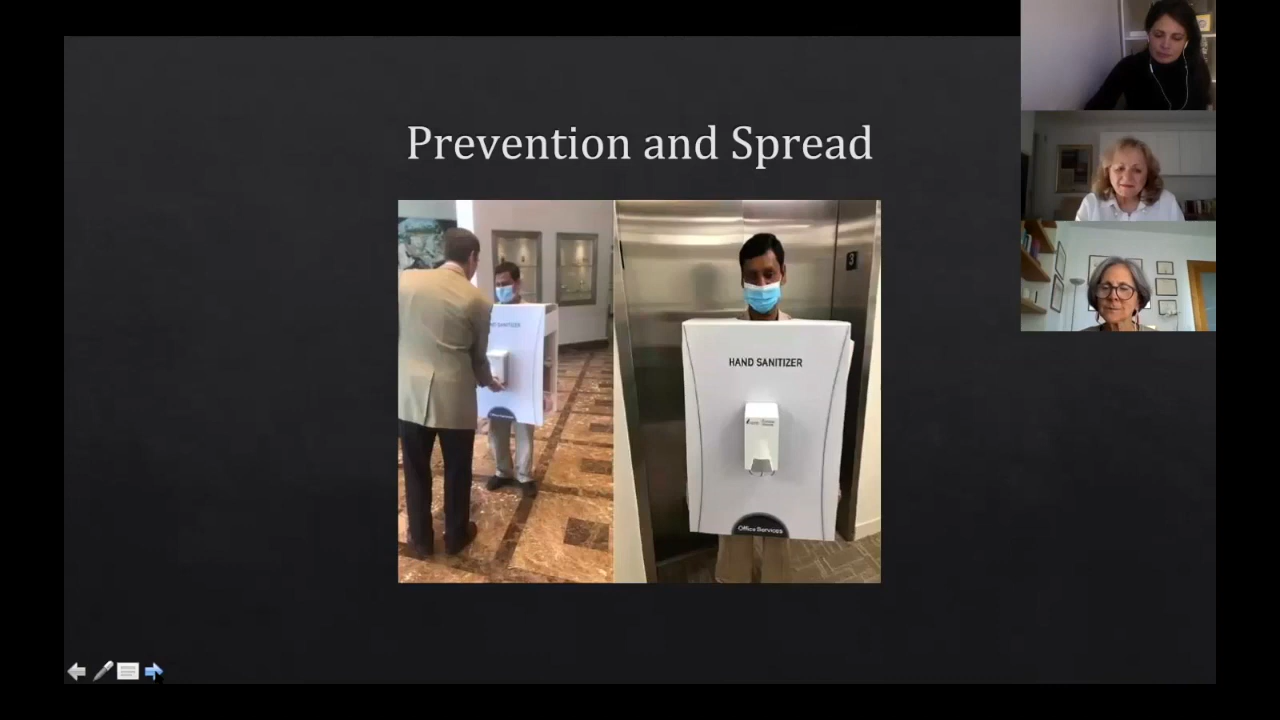 Prevention and Spread
HAND SANITIZER
Office Services
3